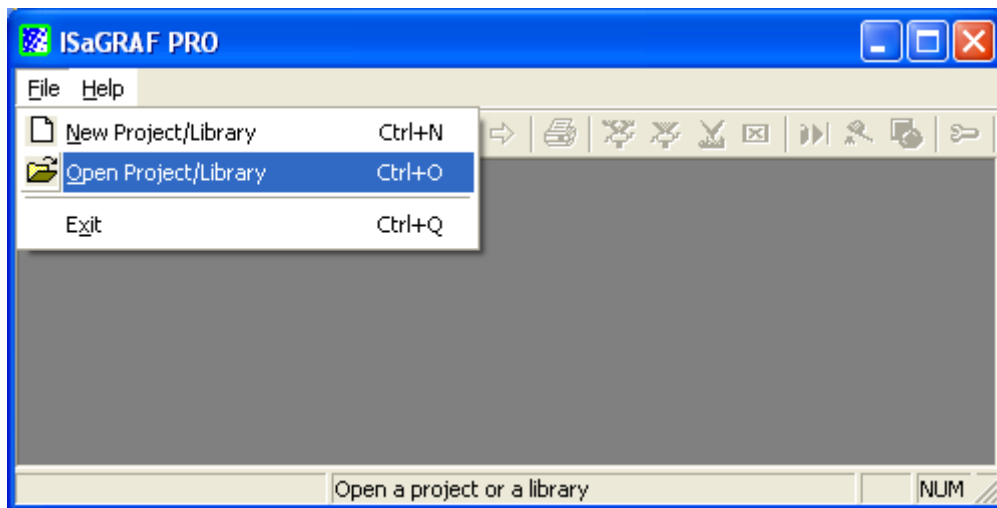 ISaGRAF PRO
File Help
New Project/Library Ctrl+N
Open Project/Library Ctrl+O
Exit Ctrl+Q
Open a project or a library NUM